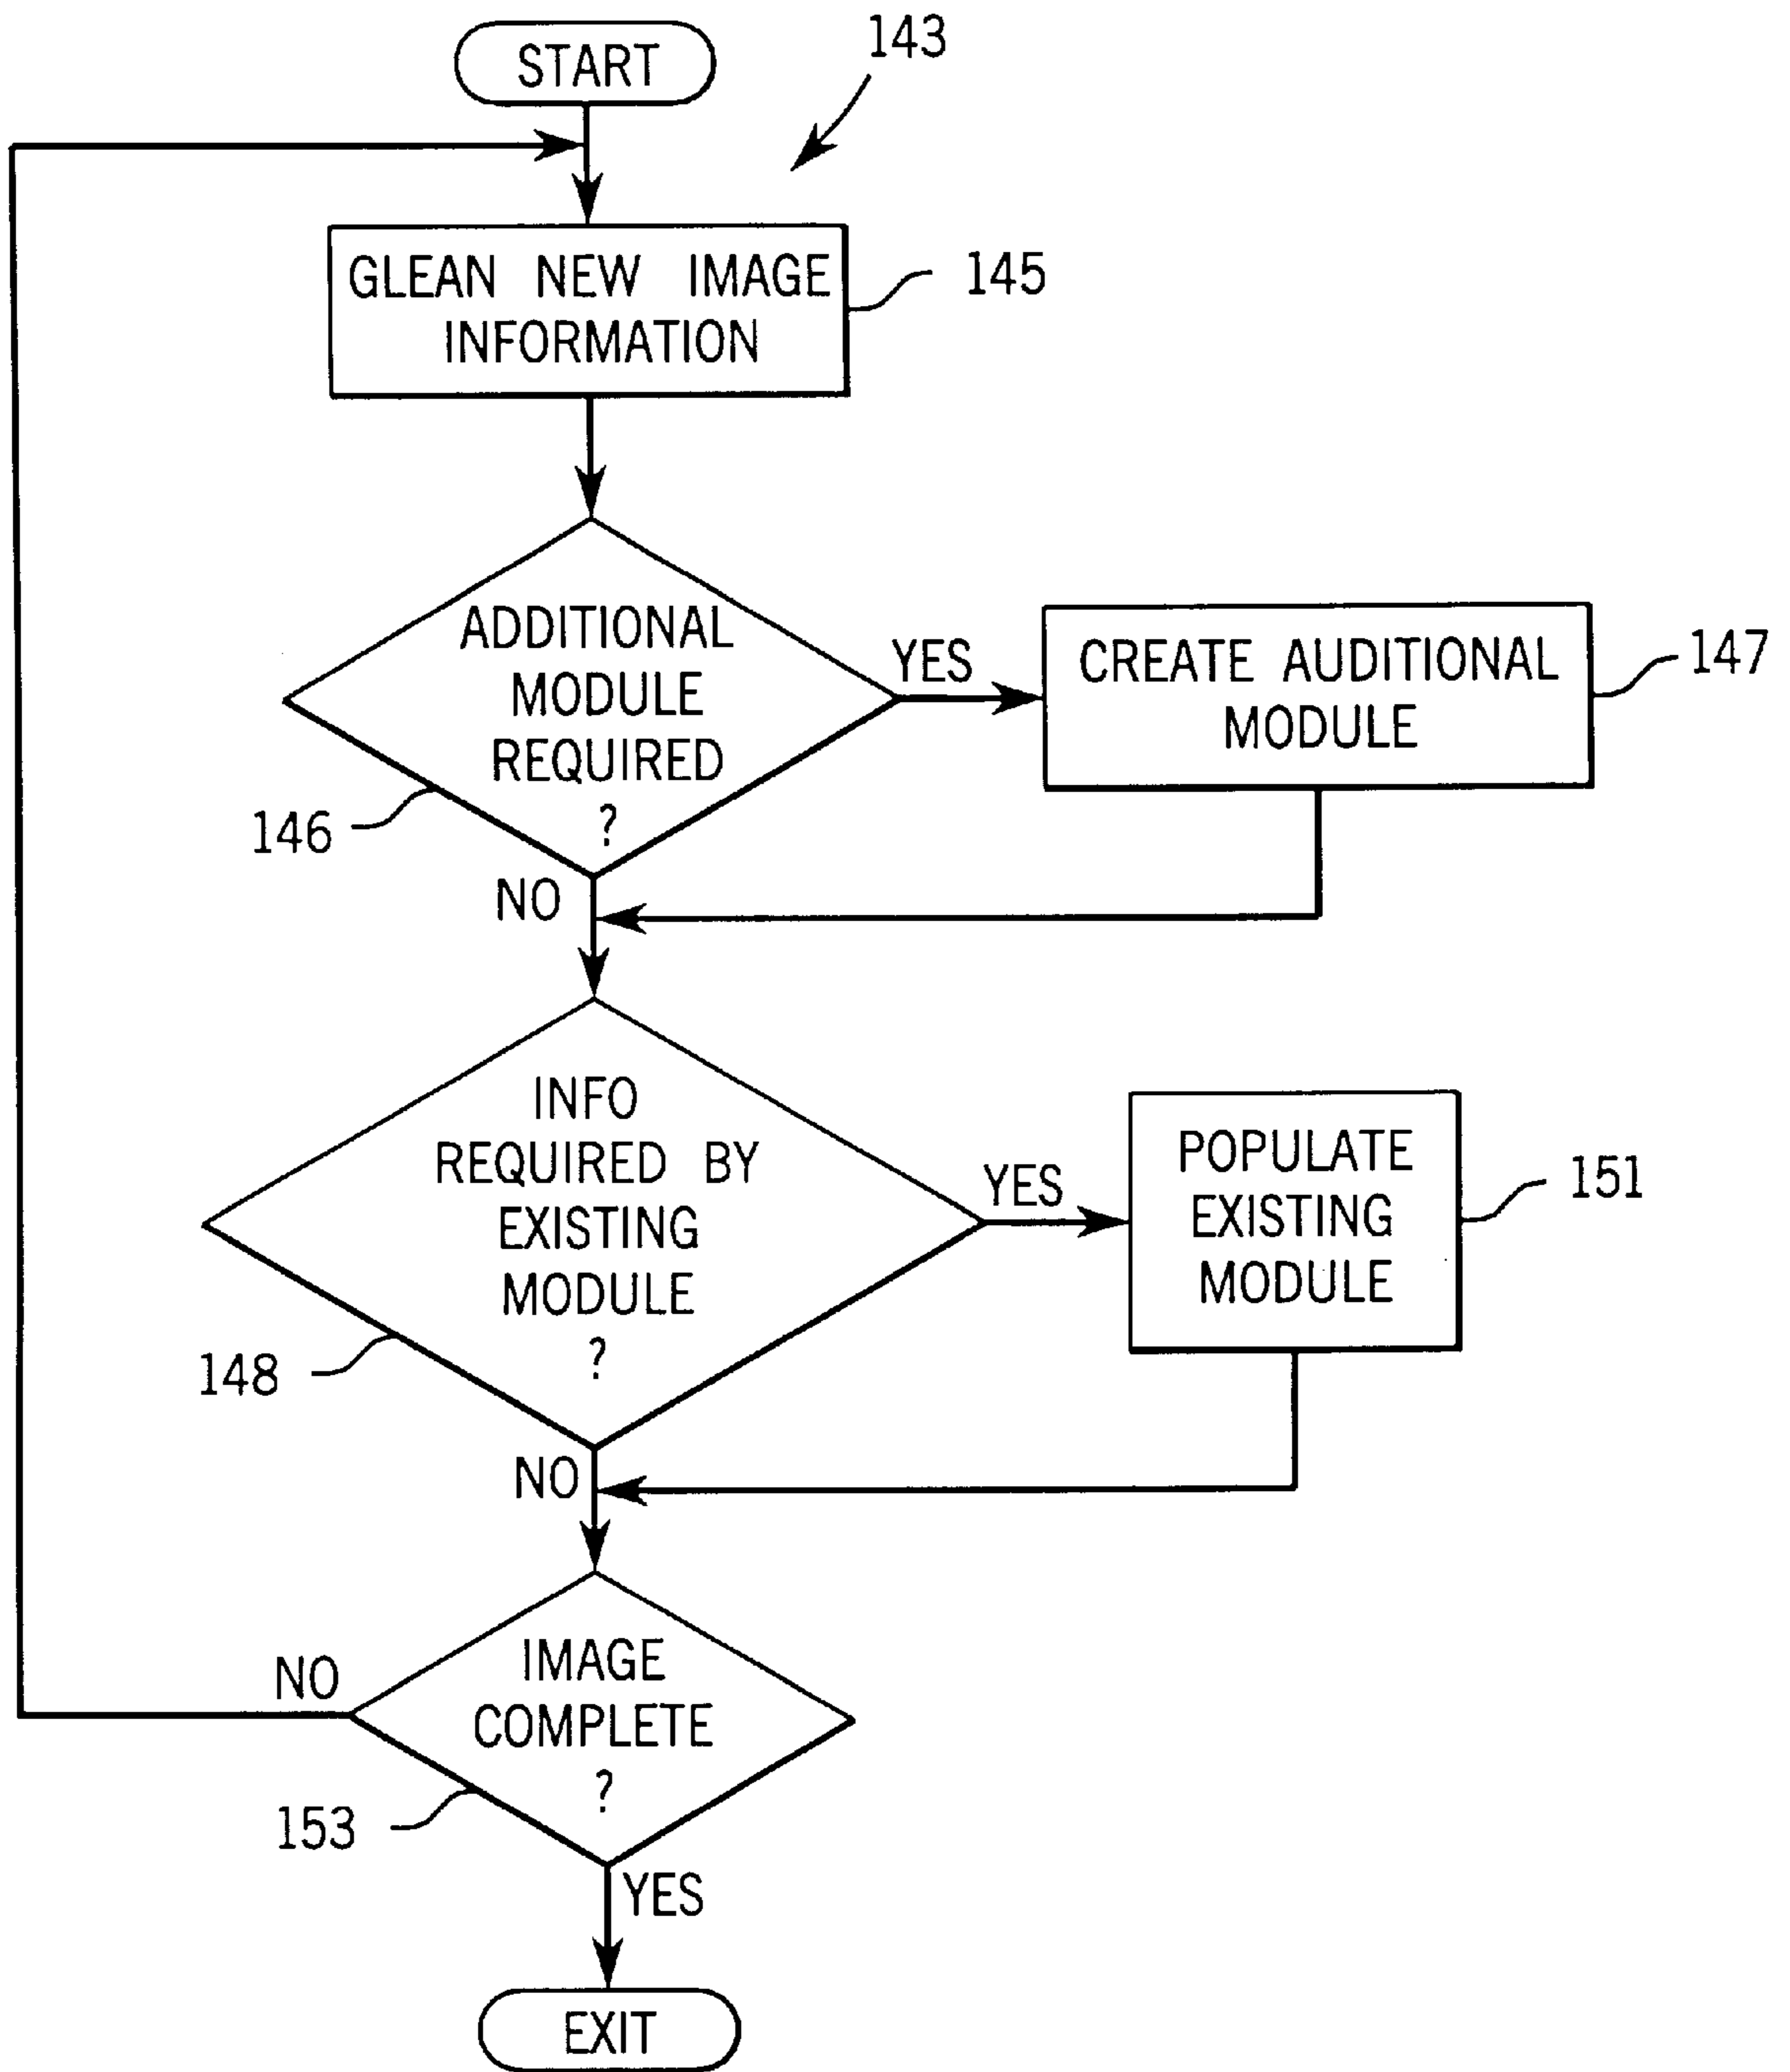 START
143
GLEAN NEW IMAGE
INFORMATION
145
ADDITIONAL
MODULE
REQUIRED
?
146
YES
CREATE AUDITIONAL
MODULE
147
NO
INFO
REQUIRED BY
EXISTING
MODULE
?
148
YES
POPULATE
EXISTING
MODULE
151
NO
IMAGE
COMPLETE
?
153
NO
YES
EXIT